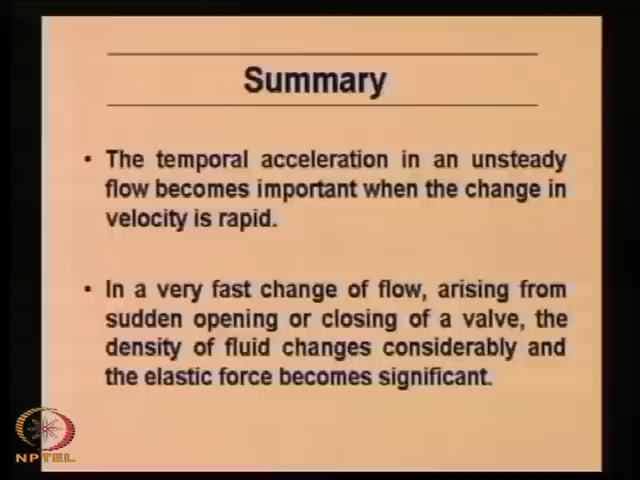 Summary
• The temporal acceleration in an unsteady
flow becomes important when the change in
velocity is rapid.
• In a very fast change of flow, arising from
sudden opening or closing of a valve, the
density of fluid changes considerably and
the elastic force becomes significant.
NPTEL